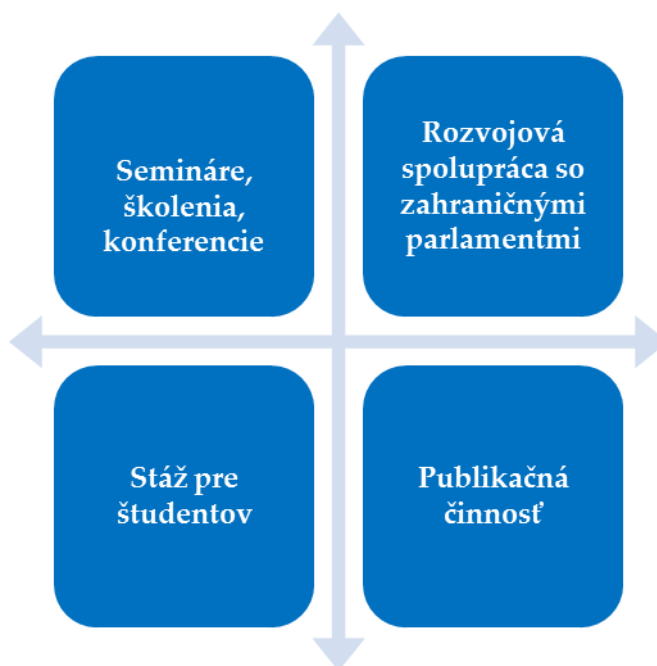 Semináre,
školenia,
konferencie
Rozvojová
spolupráca so
zahraničnými
parlamentmi
Stáž pre
študentov
Publikačná
činnosť